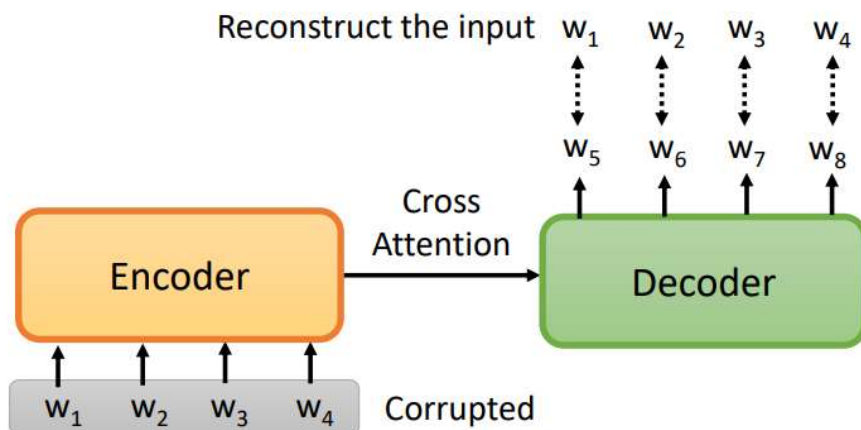 Reconstruct the input w₁ w₂ w₃ w₄
w₅ w₆ w₇ w₈
Cross
Attention
Encoder
Decoder
w₁ w₂ w₃ w₄ Corrupted